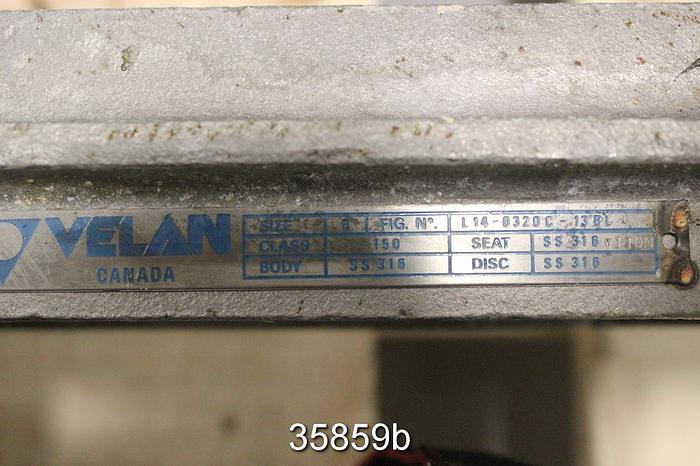 VELAN
CANADA
SIZE 6 FIG. Nº. L14-0320C-13BL
CLASS 150 SEAT SS 316 VITON
BODY SS 316 DISC SS 316
35859b